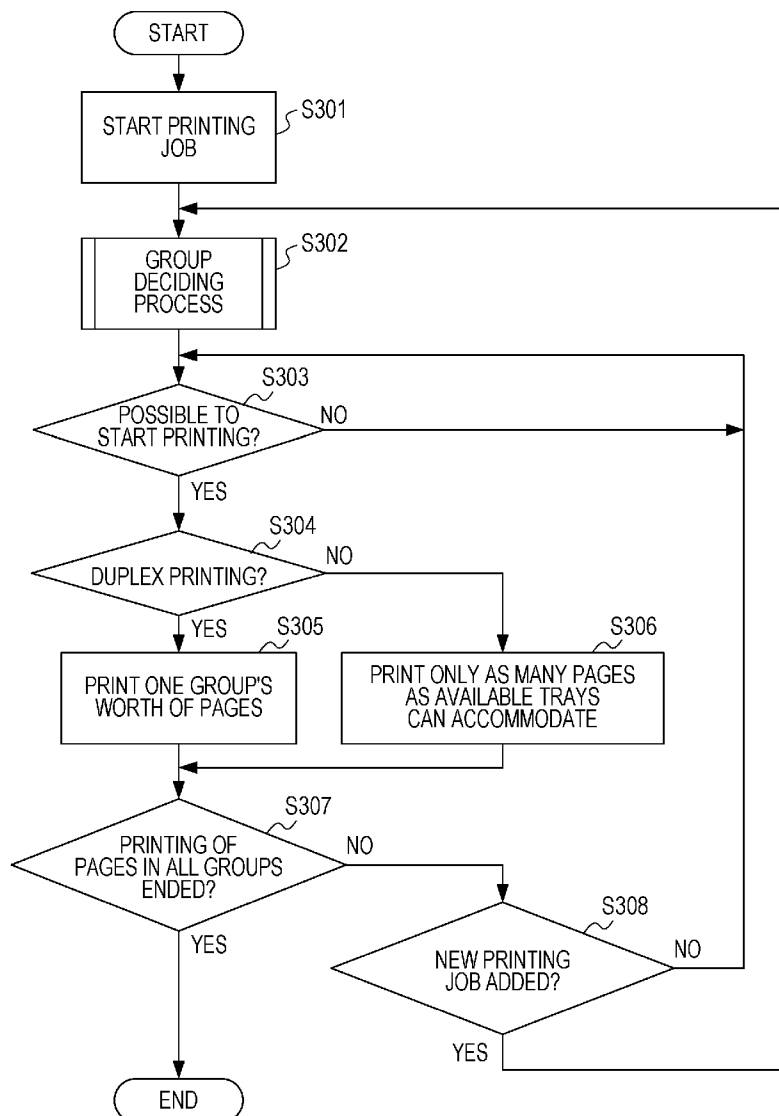 START
START PRINTING
JOB
S301
GROUP
DECIDING
PROCESS
S302
POSSIBLE TO
START PRINTING?
S303
NO
YES
DUPLEX PRINTING?
S304
NO
YES
PRINT ONE GROUP'S
WORTH OF PAGES
S305
PRINT ONLY AS MANY PAGES
AS AVAILABLE TRAYS
CAN ACCOMMODATE
S306
PRINTING OF
PAGES IN ALL GROUPS
ENDED?
S307
NO
YES
NEW PRINTING
JOB ADDED?
S308
NO
YES
END